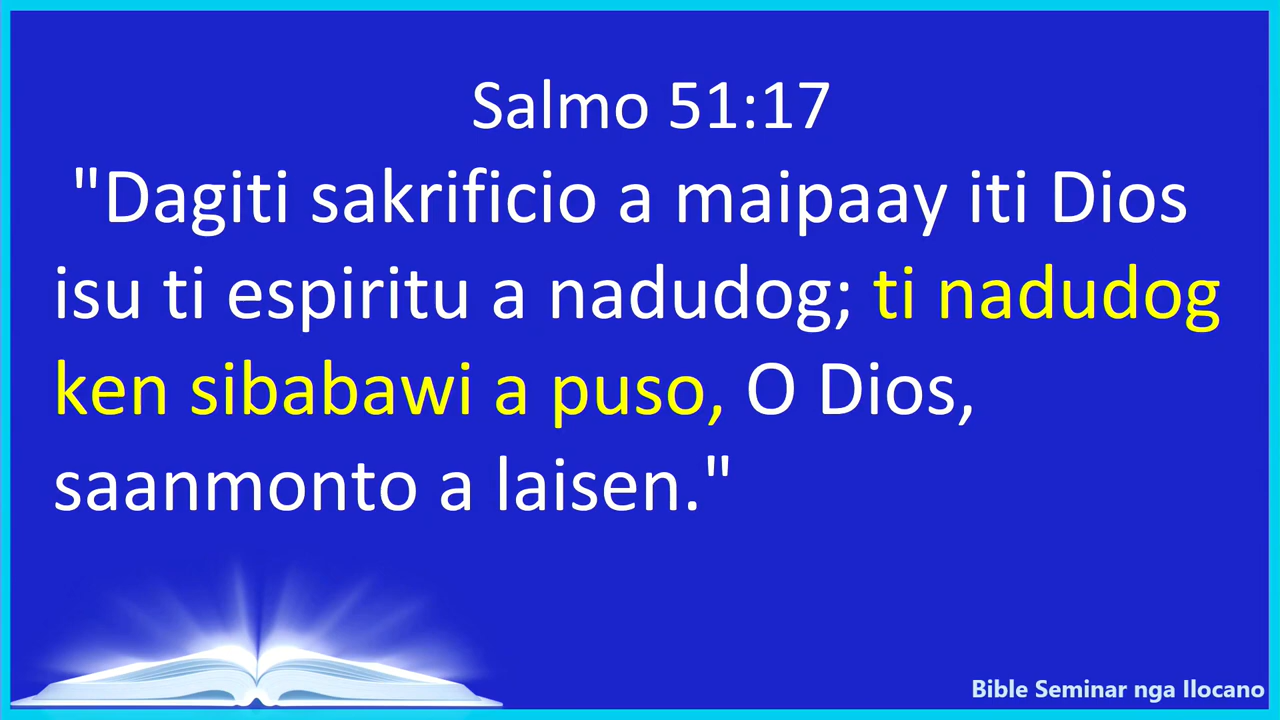 Salmo 51:17
"Dagiti sakrificio a maipaay iti Dios
isu ti espiritu a nadudog; ti nadudog
ken sibabawi a puso, O Dios,
saanmonto a laisen."
Bible Seminar nga Ilocano